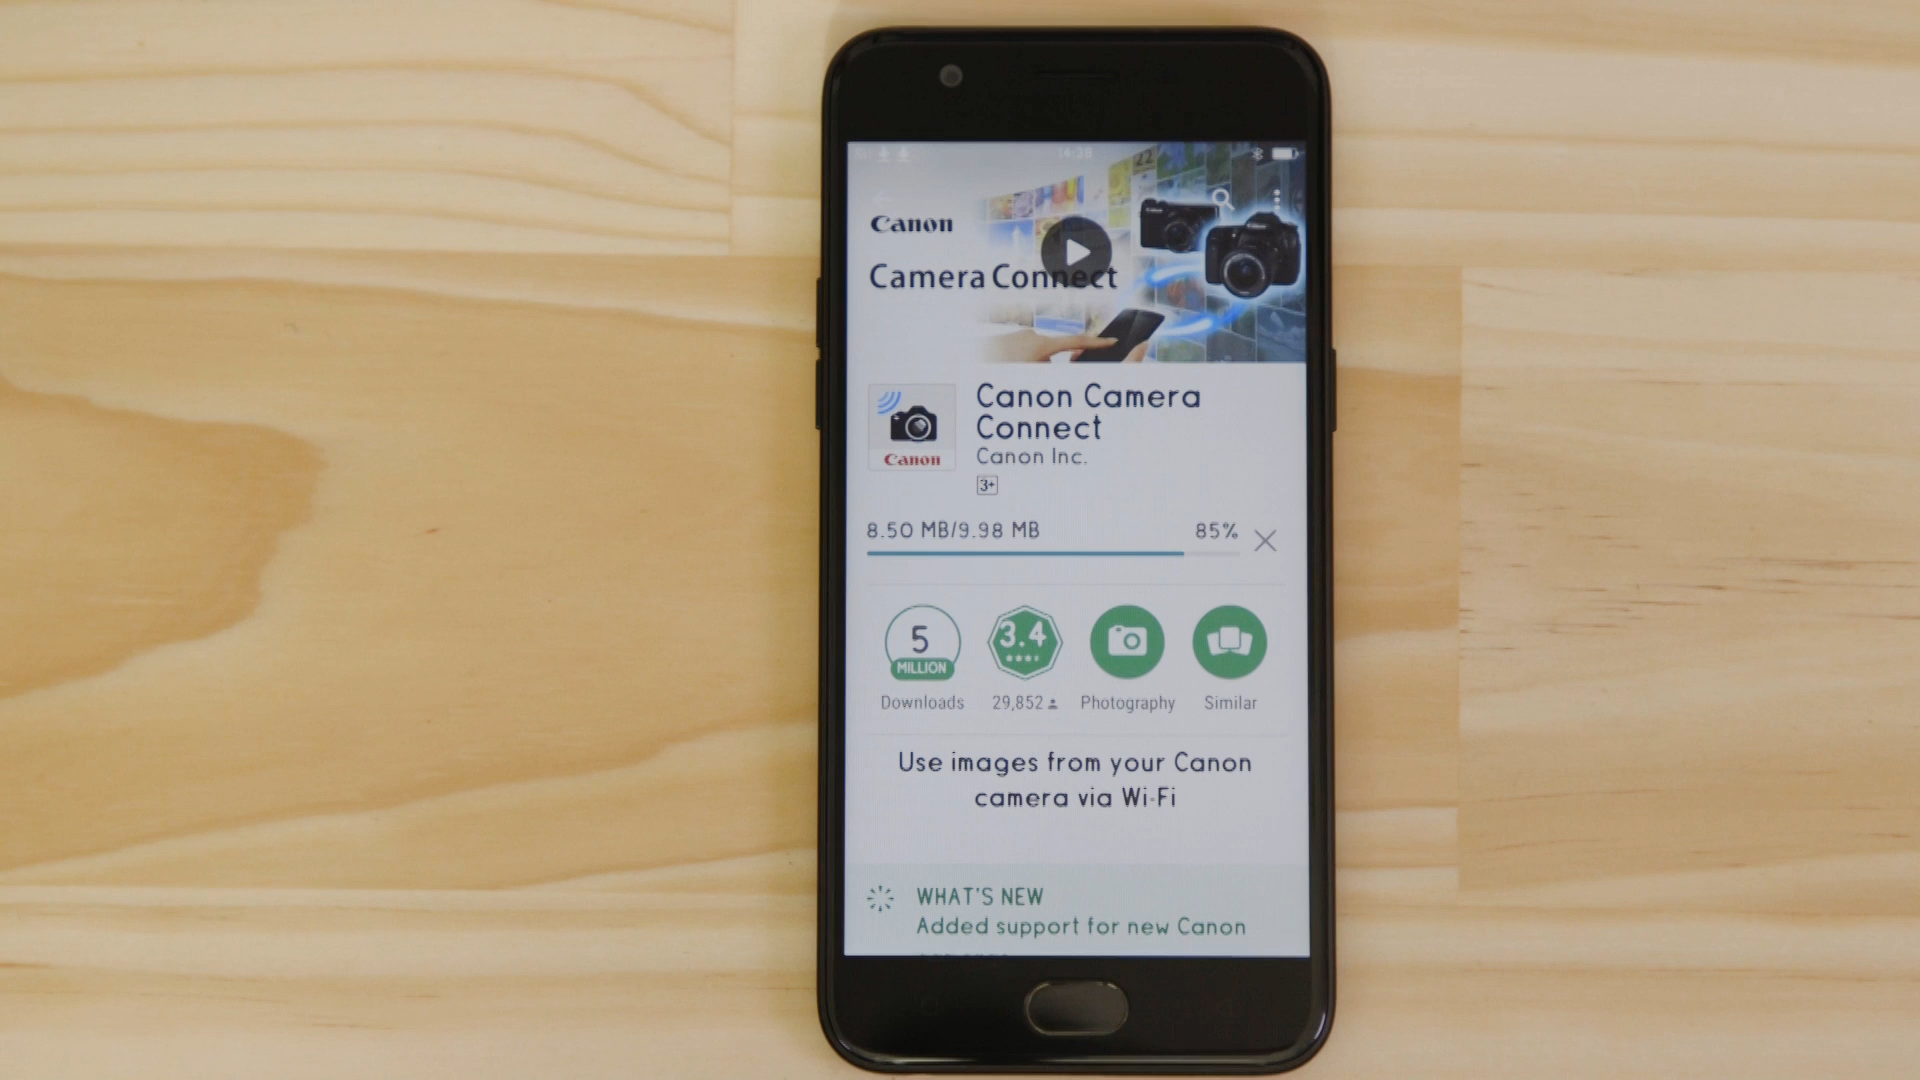 14:38
Canon
Camera Connect
Canon
Canon Camera
Connect
Canon Inc.
3+
8.50 MB/9.98 MB 85%
5
MILLION
3.4
Downloads 29,852 Photography Similar
Use images from your Canon
camera via Wi-Fi
WHAT'S NEW
Added support for new Canon